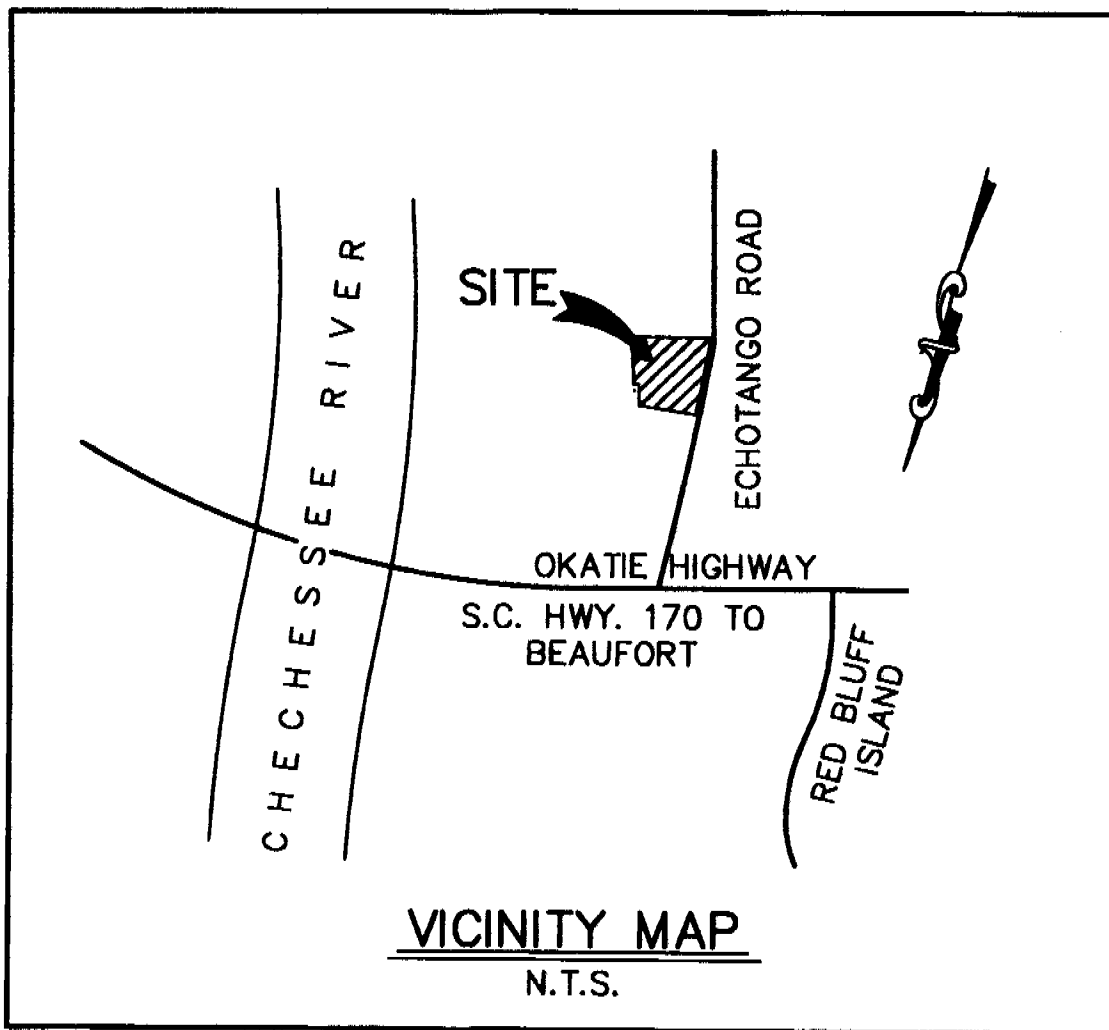 SITE
ECHOTANGO ROAD
CHECHESSEE RIVER
OKATIE HIGHWAY
S.C. HWY. 170 TO
BEAUFORT
RED BLUFF
ISLAND
VICINITY MAP
N.T.S.